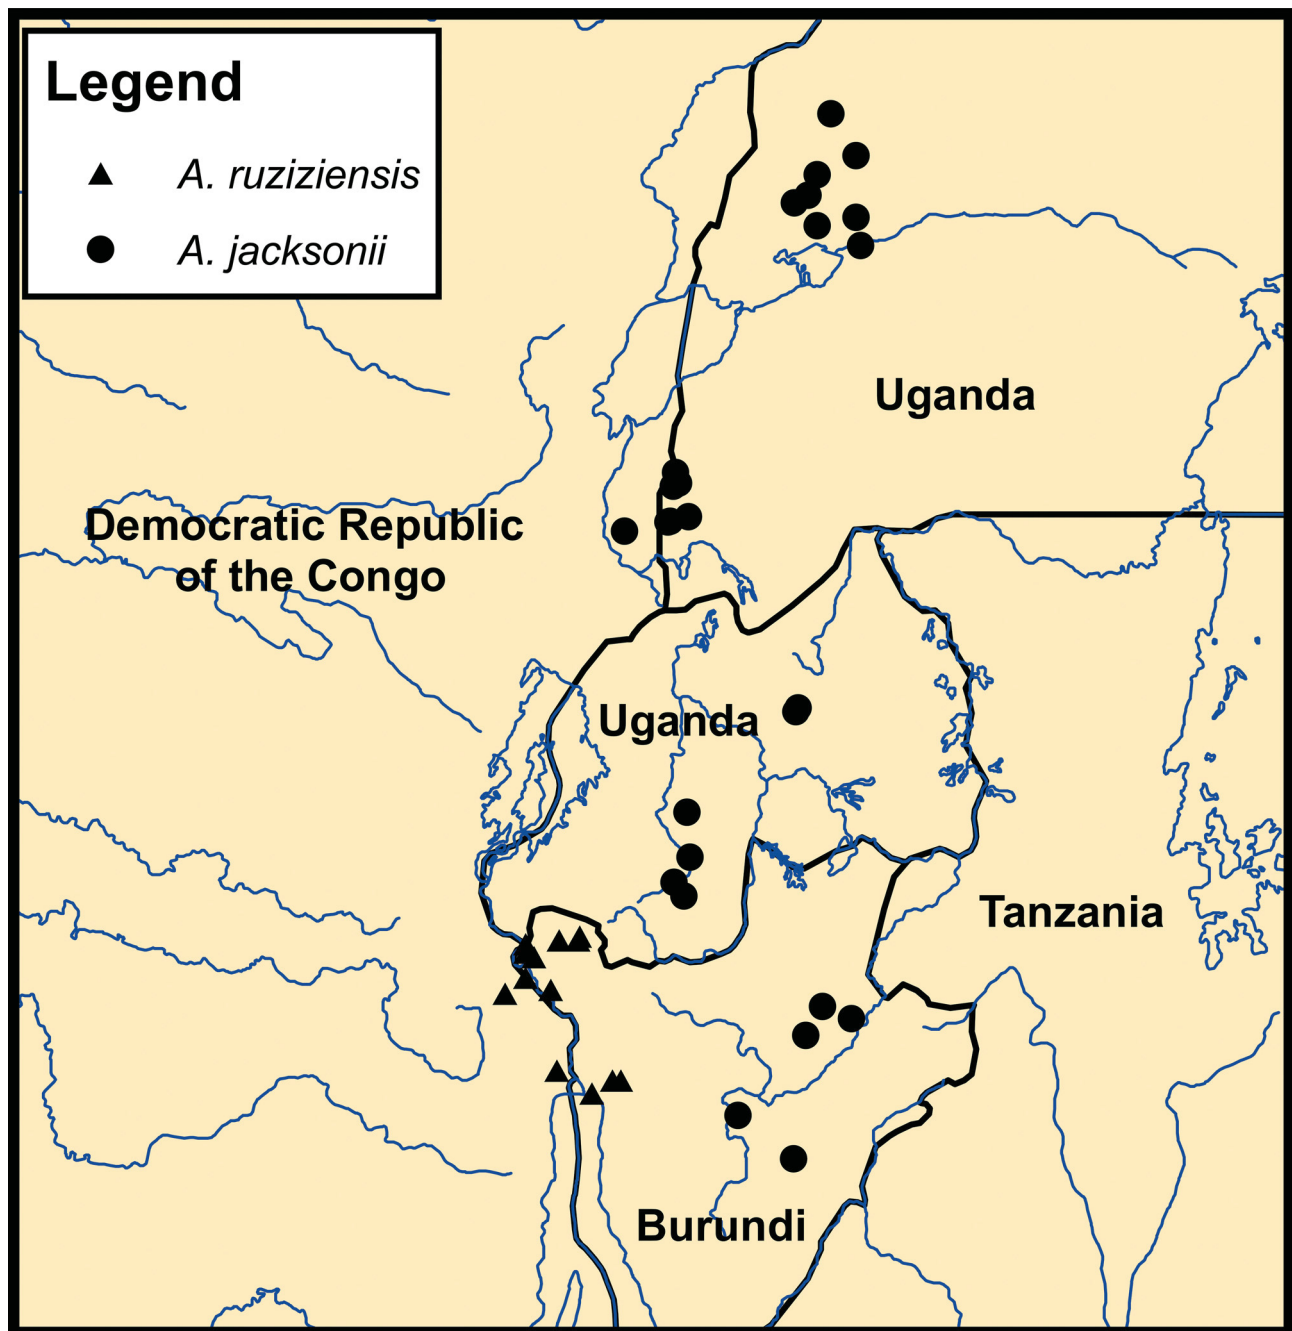 Legend
A. ruziziensis
A. jacksonii
Uganda
Democratic Republic
of the Congo
Uganda
Tanzania
Burundi